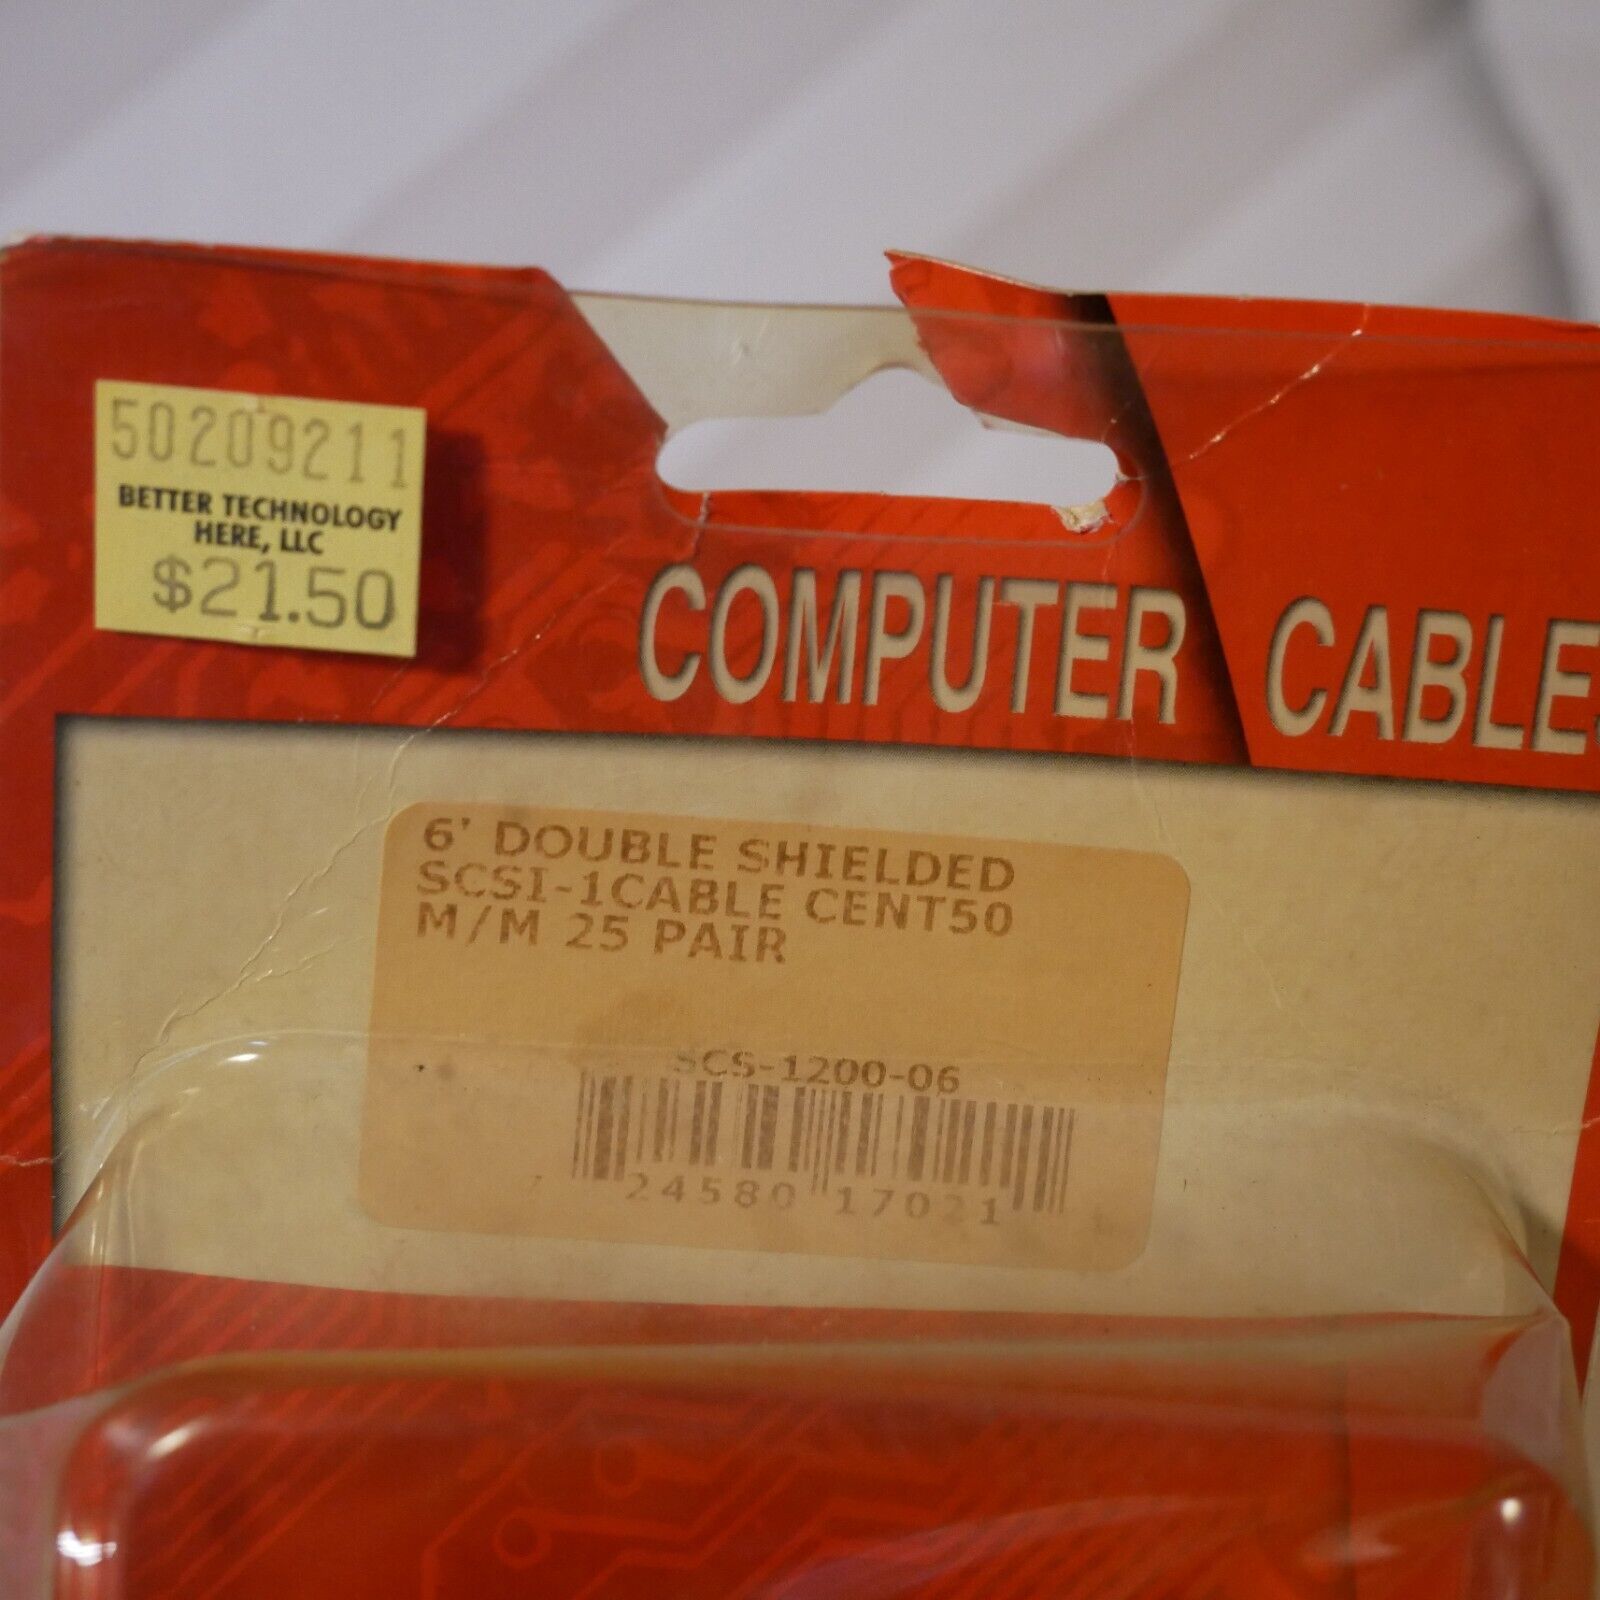 50209211
BETTER TECHNOLOGY
HERE, LLC
$21.50
COMPUTER CABLES
6' DOUBLE SHIELDED
SCSI-1CABLE CENT50
M/M 25 PAIR
SCS-1200-06
24580 17021